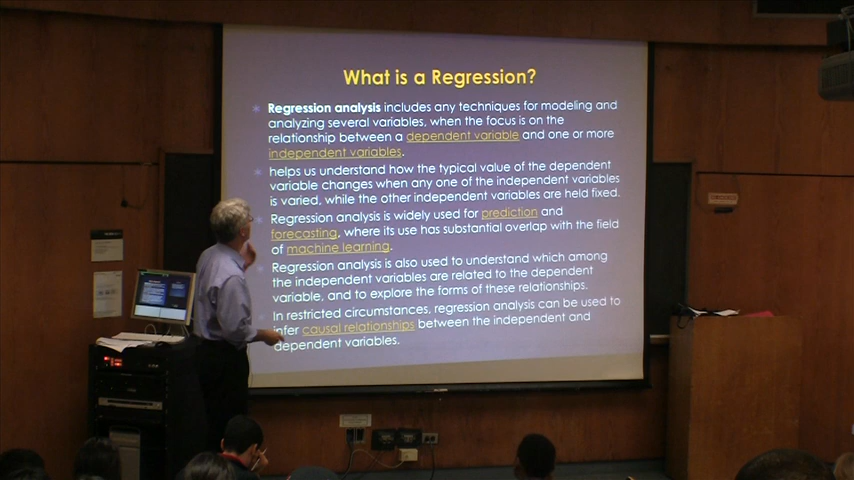 What is a Regression?
Regression analysis includes any techniques for modeling and
analyzing several variables, when the focus is on the
relationship between a dependent variable and one or more
independent variables.
helps us understand how the typical value of the dependent
variable changes when any one of the independent variables
is varied, while the other independent variables are held fixed.
Regression analysis is widely used for prediction and
forecasting, where its use has substantial overlap with the field
of machine learning.
Regression analysis is also used to understand which among
the independent variables are related to the dependent
variable, and to explore the forms of these relationships.
In restricted circumstances, regression analysis can be used to
infer causal relationships between the independent and
dependent variables.